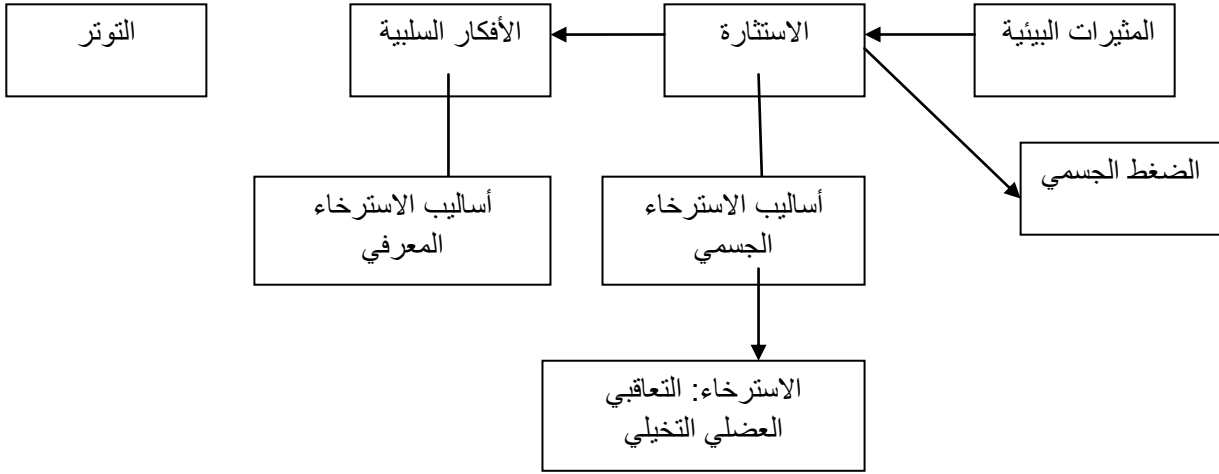 المثيرات البيئية
الاستثارة
الأفكار السلبية
التوتر
الضغط الجسمي
أساليب الاسترخاء
الجسمي
أساليب الاسترخاء
المعرفي
الاسترخاء: التعاقبي
العضلي التخيلي